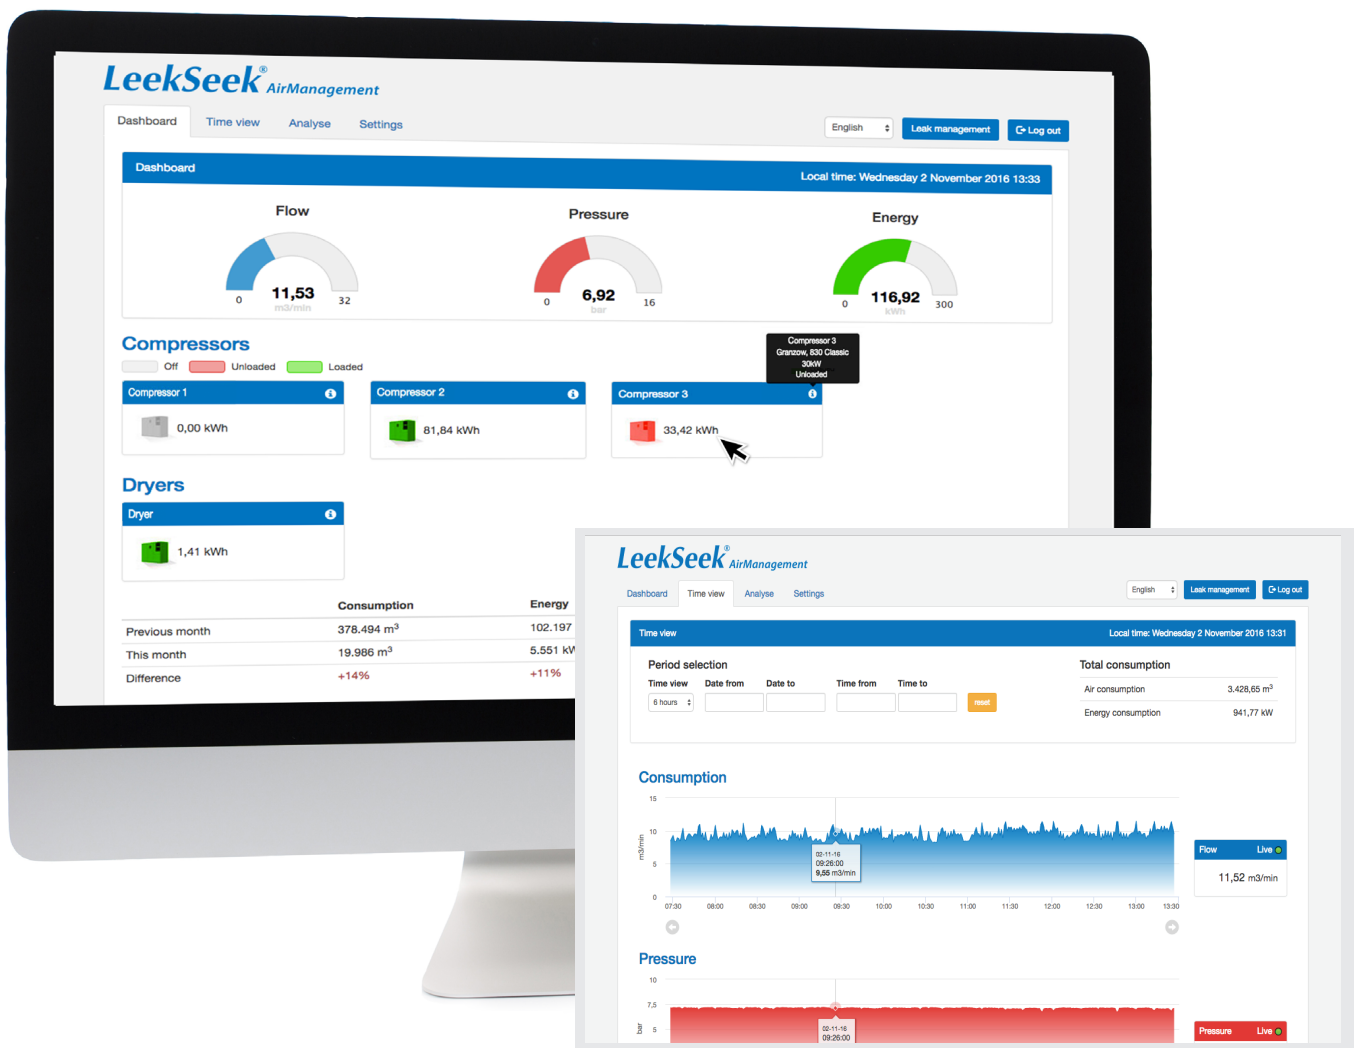 LeekSeek® AirManagement
Dashboard Time view Analyse Settings
English Leak management Log out
Dashboard Local time: Wednesday 2 November 2016 13:33
Flow Pressure Energy
0 11,53 32
m3/min
0 6,92 16
bar
0 116,92 300
kWh
Compressors
Off Unloaded Loaded
Compressor 3
Granzow, 830 Classic
30kW
Unloaded
Compressor 1 Compressor 2 Compressor 3
0,00 kWh 81,84 kWh 33,42 kWh
Dryers
Dryer
1,41 kWh
Consumption Energy
Previous month 378.494 m³ 102.197
This month 19.986 m³ 5.551 kW
Difference +14% +11%
LeekSeek® AirManagement
Dashboard Time view Analyse Settings
English Leak management Log out
Time view Local time: Wednesday 2 November 2016 13:31
Period selection
Time view Date from Date to Time from Time to
6 hours reset
Total consumption
Air consumption 3.428,65 m³
Energy consumption 941,77 kW
Consumption
15
10
5
0
m3/min
02-11-16
09:26:00
9,55 m3/min
07:30 08:00 08:30 09:00 09:30 10:00 10:30 11:00 11:30 12:00 12:30 13:00 13:30
Flow Live
11,52 m3/min
Pressure
10
7,5
5
bar
02-11-16
09:26:00
Pressure Live